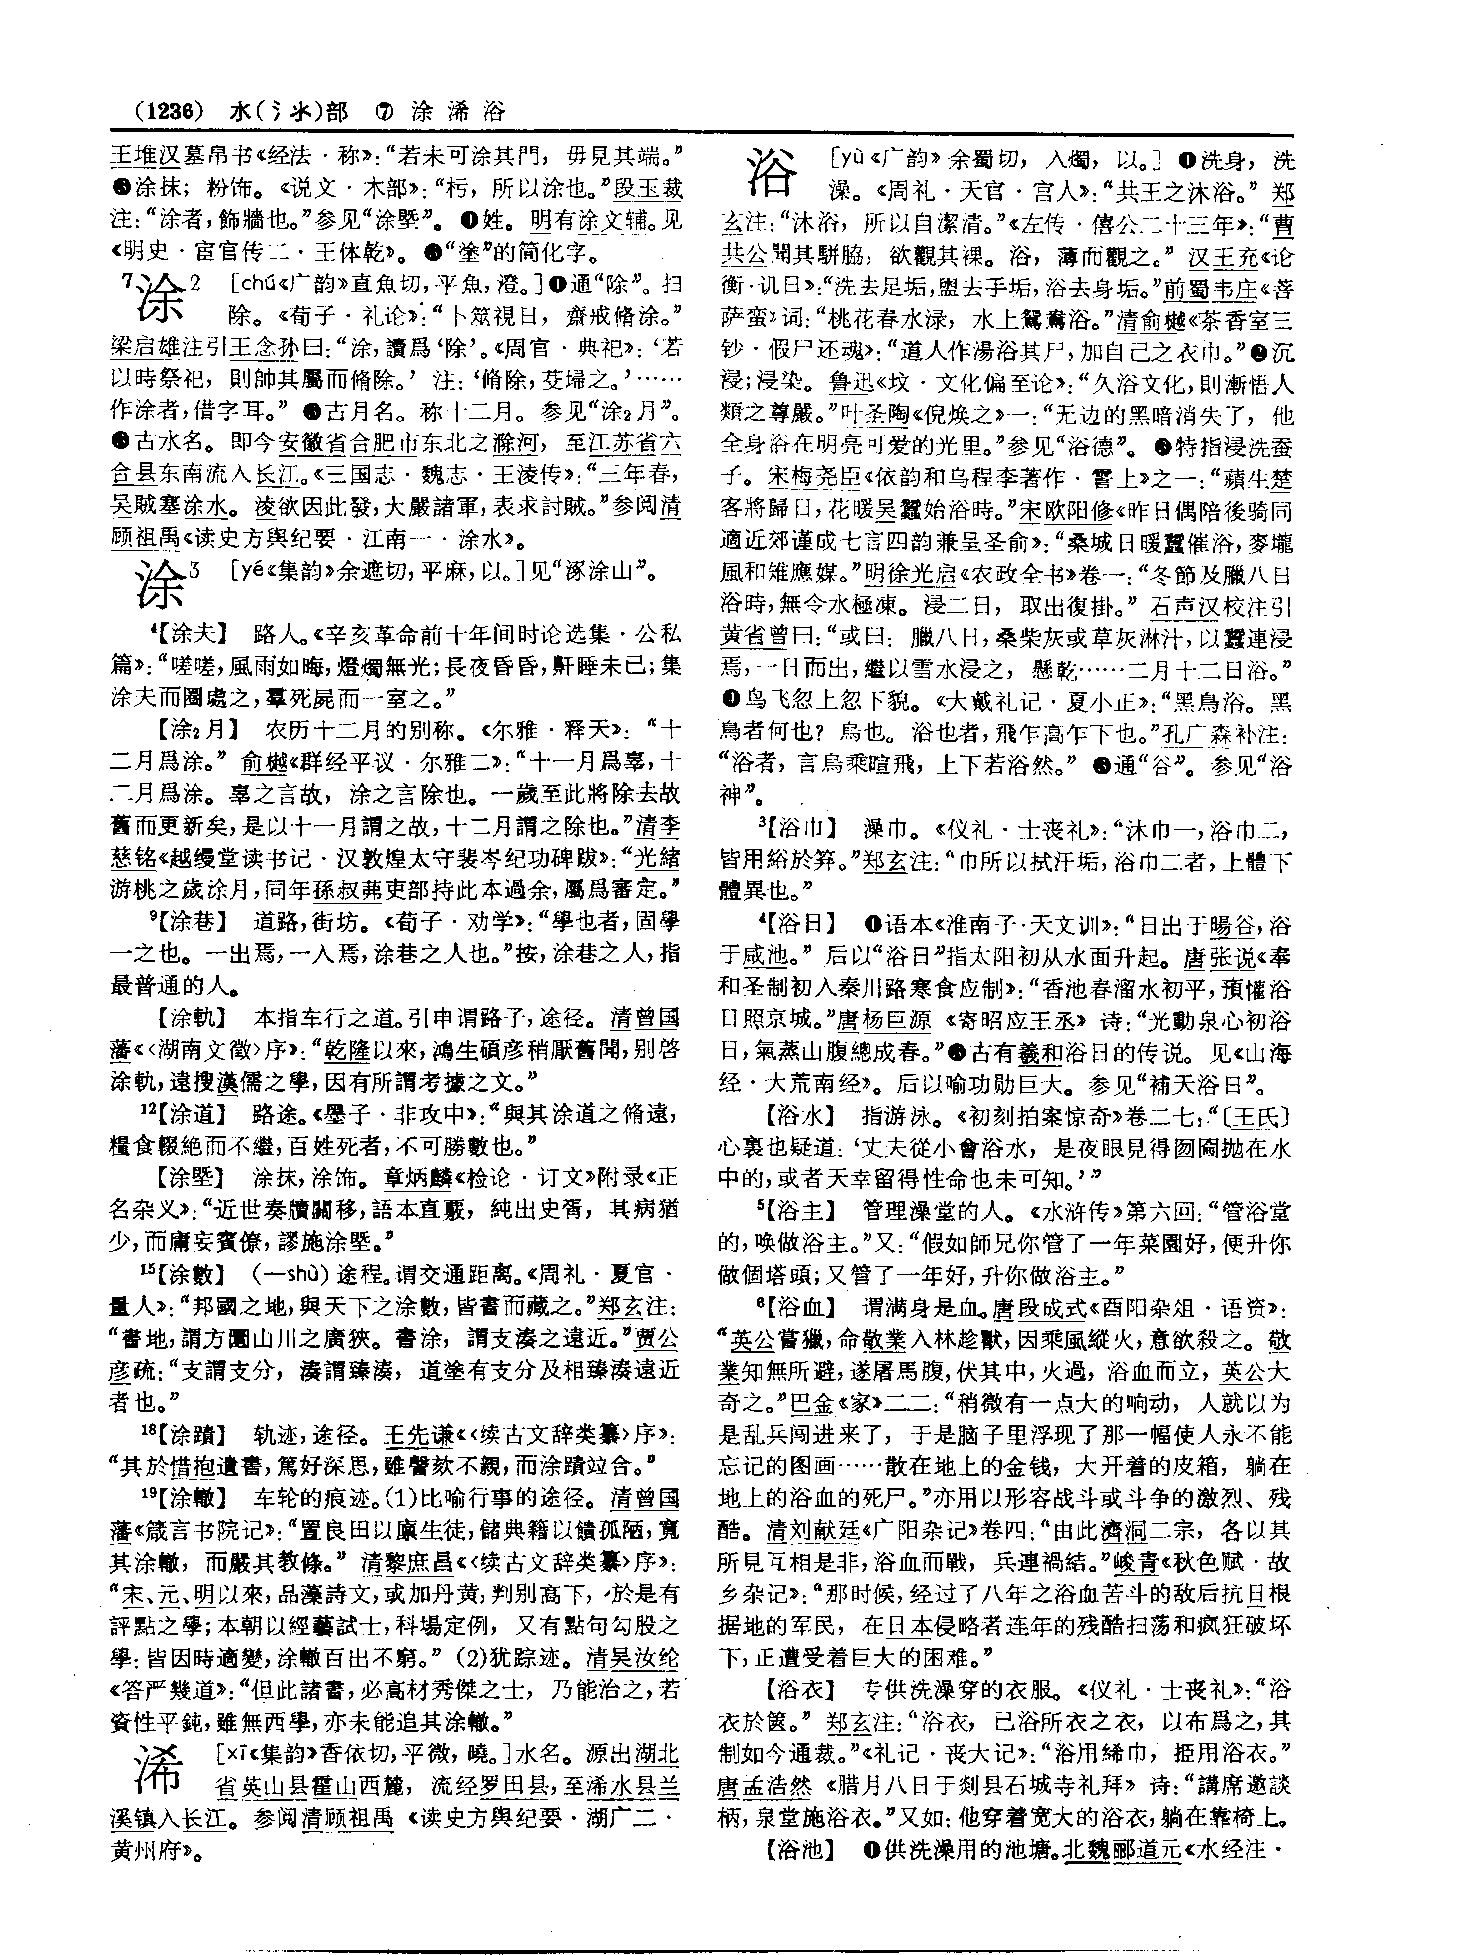 (1236) 水(氵氺)部 ⑦ 涂 浠 浴
王堆汉墓帛书《经法·称》：“若未可涂其門，毋見其端。”
❸涂抹；粉饰。《说文·木部》：“杇，所以涂也。”段玉裁
注：“涂者，飾牆也。”参见“涂塈”。❹姓。明有涂文辅。见
《明史·宦官传二·王体乾》。❺“塗”的简化字。
7涂2 [chú《广韵》直魚切，平魚，澄。]❶通“除”。扫
除。《荀子·礼论》：“卜筮視日，齋戒脩涂。”
梁启雄注引王念孙曰：“涂，讀爲‘除’。《周官·典祀》：‘若
以時祭祀，則帥其屬而脩除。’注：‘脩除，芟埽之。’……
作涂者，借字耳。”❷古月名。称十二月。参见“涂2月”。
❸古水名。即今安徽省合肥市东北之滁河，至江苏省六
合县东南流入长江。《三国志·魏志·王淩传》：“三年春，
吴賊塞涂水。淩欲因此發，大嚴諸軍，表求討賊。”参阅清
顾祖禹《读史方舆纪要·江南一·涂水》。
涂3 [yé《集韵》余遮切，平麻，以。]见“涿涂山”。
4【涂夫】 路人。《辛亥革命前十年间时论选集·公私
篇》：“嗟嗟，風雨如晦，燈燭無光；長夜昏昏，鼾睡未已；集
涂夫而圈處之，羣死屍而一室之。”
【涂2月】 农历十二月的别称。《尔雅·释天》：“十
二月爲涂。”俞樾《群经平议·尔雅二》：“十一月爲辜，十
二月爲涂。辜之言故，涂之言除也。一歲至此將除去故
舊而更新矣，是以十一月謂之故，十二月謂之除也。”清李
慈铭《越缦堂读书记·汉敦煌太守裴岑纪功碑跋》：“光緒
游桃之歲涂月，同年孫叔茀吏部持此本過余，屬爲審定。”
9【涂巷】 道路，街坊。《荀子·劝学》：“學也者，固學
一之也。一出焉，一入焉，涂巷之人也。”按，涂巷之人，指
最普通的人。
【涂軌】 本指车行之道。引申谓路子，途径。清曾国
藩《〈湖南文徵〉序》：“乾隆以來，鴻生碩彦稍厭舊聞，别啓
涂軌，遠搜漢儒之學，因有所謂考據之文。”
12【涂道】 路途。《墨子·非攻中》：“與其涂道之脩遠，
糧食輟絶而不繼，百姓死者，不可勝數也。”
【涂塈】 涂抹，涂饰。章炳麟《检论·订文》附录《正
名杂义》：“近世奏牘關移，語本直覈，純出史胥，其病猶
少，而庸妄賓僚，謬施涂塈。”
15【涂數】 （—shù）途程。谓交通距离。《周礼·夏官·
量人》：“邦國之地，與天下之涂數，皆書而藏之。”郑玄注：
“書地，謂方圜山川之廣狹。書涂，謂支湊之遠近。”贾公
彦疏：“支謂支分，湊謂臻湊，道塗有支分及相臻湊遠近
者也。”
18【涂蹟】 轨迹，途径。王先谦《〈续古文辞类纂〉序》：
“其於惜抱遺書，篤好深思，雖謦欬不親，而涂蹟竝合。”
19【涂轍】 车轮的痕迹。(1)比喻行事的途径。清曾国
藩《箴言书院记》：“置良田以廪生徒，儲典籍以饋孤陋，寬
其涂轍，而嚴其教條。”清黎庶昌《〈续古文辞类纂〉序》：
“宋、元、明以來，品藻詩文，或加丹黄，判别高下，於是有
評點之學；本朝以經藝試士，科場定例，又有點句勾股之
學：皆因時適變，涂轍百出不窮。”(2)犹踪迹。清吴汝纶
《答严幾道》：“但此諸書，必高材秀傑之士，乃能治之，若
資性平鈍，雖無西學，亦未能追其涂轍。”
浠 [xī《集韵》香依切，平微，曉。]水名。源出湖北
省英山县霍山西麓，流经罗田县，至浠水县兰
溪镇入长江。参阅清顾祖禹《读史方舆纪要·湖广二·
黄州府》。
浴 [yù《广韵》余蜀切，入燭，以。]❶洗身，洗
澡。《周礼·天官·宫人》：“共王之沐浴。”郑
玄注：“沐浴，所以自潔清。”《左传·僖公二十三年》：“曹
共公聞其駢脇，欲觀其裸。浴，薄而觀之。”汉王充《论
衡·讥日》：“洗去足垢，盥去手垢，浴去身垢。”前蜀韦庄《菩
萨蛮》词：“桃花春水渌，水上鴛鴦浴。”清俞樾《茶香室三
钞·假尸还魂》：“道人作湯浴其尸，加自己之衣巾。”❷沉
浸；浸染。鲁迅《坟·文化偏至论》：“久浴文化，則漸悟人
類之尊嚴。”叶圣陶《倪焕之》一：“无边的黑暗消失了，他
全身浴在明亮可爱的光里。”参见“浴德”。❸特指浸洗蚕
子。宋梅尧臣《依韵和乌程李著作·霅上》之一：“蘋生楚
客將歸日，花暖吴蠶始浴時。”宋欧阳修《昨日偶陪後骑同
適近郊谨成七言四韵兼呈圣俞》：“桑城日暖蠶催浴，麥壠
風和雉應媒。”明徐光启《农政全书》卷一：“冬節及臘八日
浴時，無令水極凍。浸二日，取出復掛。”石声汉校注引
黄省曾曰：“或曰：臘八日，桑柴灰或草灰淋汁，以蠶連浸
焉，一日而出，繼以雪水浸之，懸乾……二月十二日浴。”
❹鸟飞忽上忽下貌。《大戴礼记·夏小正》：“黑鳥浴。黑
鳥者何也？烏也。浴也者，飛乍高乍下也。”孔广森补注：
“浴者，言烏乘暄飛，上下若浴然。”❺通“谷”。参见“浴
神”。
3【浴巾】 澡巾。《仪礼·士丧礼》：“沐巾一，浴巾二，
皆用綌於笲。”郑玄注：“巾所以拭汗垢，浴巾二者，上體下
體異也。”
4【浴日】 ❶语本《淮南子·天文训》：“日出于暘谷，浴
于咸池。”后以“浴日”指太阳初从水面升起。唐张说《奉
和圣制初入秦川路寒食应制》：“香池春溜水初平，預懽浴
日照京城。”唐杨巨源《寄昭应王丞》诗：“光動泉心初浴
日，氣蒸山腹總成春。”❷古有羲和浴日的传说。见《山海
经·大荒南经》。后以喻功勋巨大。参见“補天浴日”。
【浴水】 指游泳。《初刻拍案惊奇》卷二七：“〔王氏〕
心裏也疑道：‘丈夫從小會浴水，是夜眼見得囫圇抛在水
中的，或者天幸留得性命也未可知。’”
5【浴主】 管理澡堂的人。《水浒传》第六回：“管浴堂
的，唤做浴主。”又：“假如師兄你管了一年菜園好，便升你
做個塔頭；又管了一年好，升你做浴主。”
6【浴血】 谓满身是血。唐段成式《酉阳杂俎·语资》：
“英公嘗獵，命敬業入林趁獸，因乘風縱火，意欲殺之。敬
業知無所避，遂屠馬腹，伏其中，火過，浴血而立，英公大
奇之。”巴金《家》二二：“稍微有一点大的响动，人就以为
是乱兵闯进来了，于是脑子里浮现了那一幅使人永不能
忘记的图画……散在地上的金钱，大开着的皮箱，躺在
地上的浴血的死尸。”亦用以形容战斗或斗争的激烈、残
酷。清刘献廷《广阳杂记》卷四：“由此濟洞二宗，各以其
所見互相是非，浴血而戰，兵連禍結。”峻青《秋色赋·故
乡杂记》：“那时候，经过了八年之浴血苦斗的敌后抗日根
据地的军民，在日本侵略者连年的残酷扫荡和疯狂破坏
下，正遭受着巨大的困难。”
【浴衣】 专供洗澡穿的衣服。《仪礼·士丧礼》：“浴
衣於篋。”郑玄注：“浴衣，已浴所衣之衣，以布爲之，其
制如今通裁。”《礼记·丧大记》：“浴用絺巾，挋用浴衣。”
唐孟浩然《腊月八日于剡县石城寺礼拜》诗：“講席邀談
柄，泉堂施浴衣。”又如：他穿着宽大的浴衣，躺在靠椅上。
【浴池】 ❶供洗澡用的池塘。北魏郦道元《水经注·